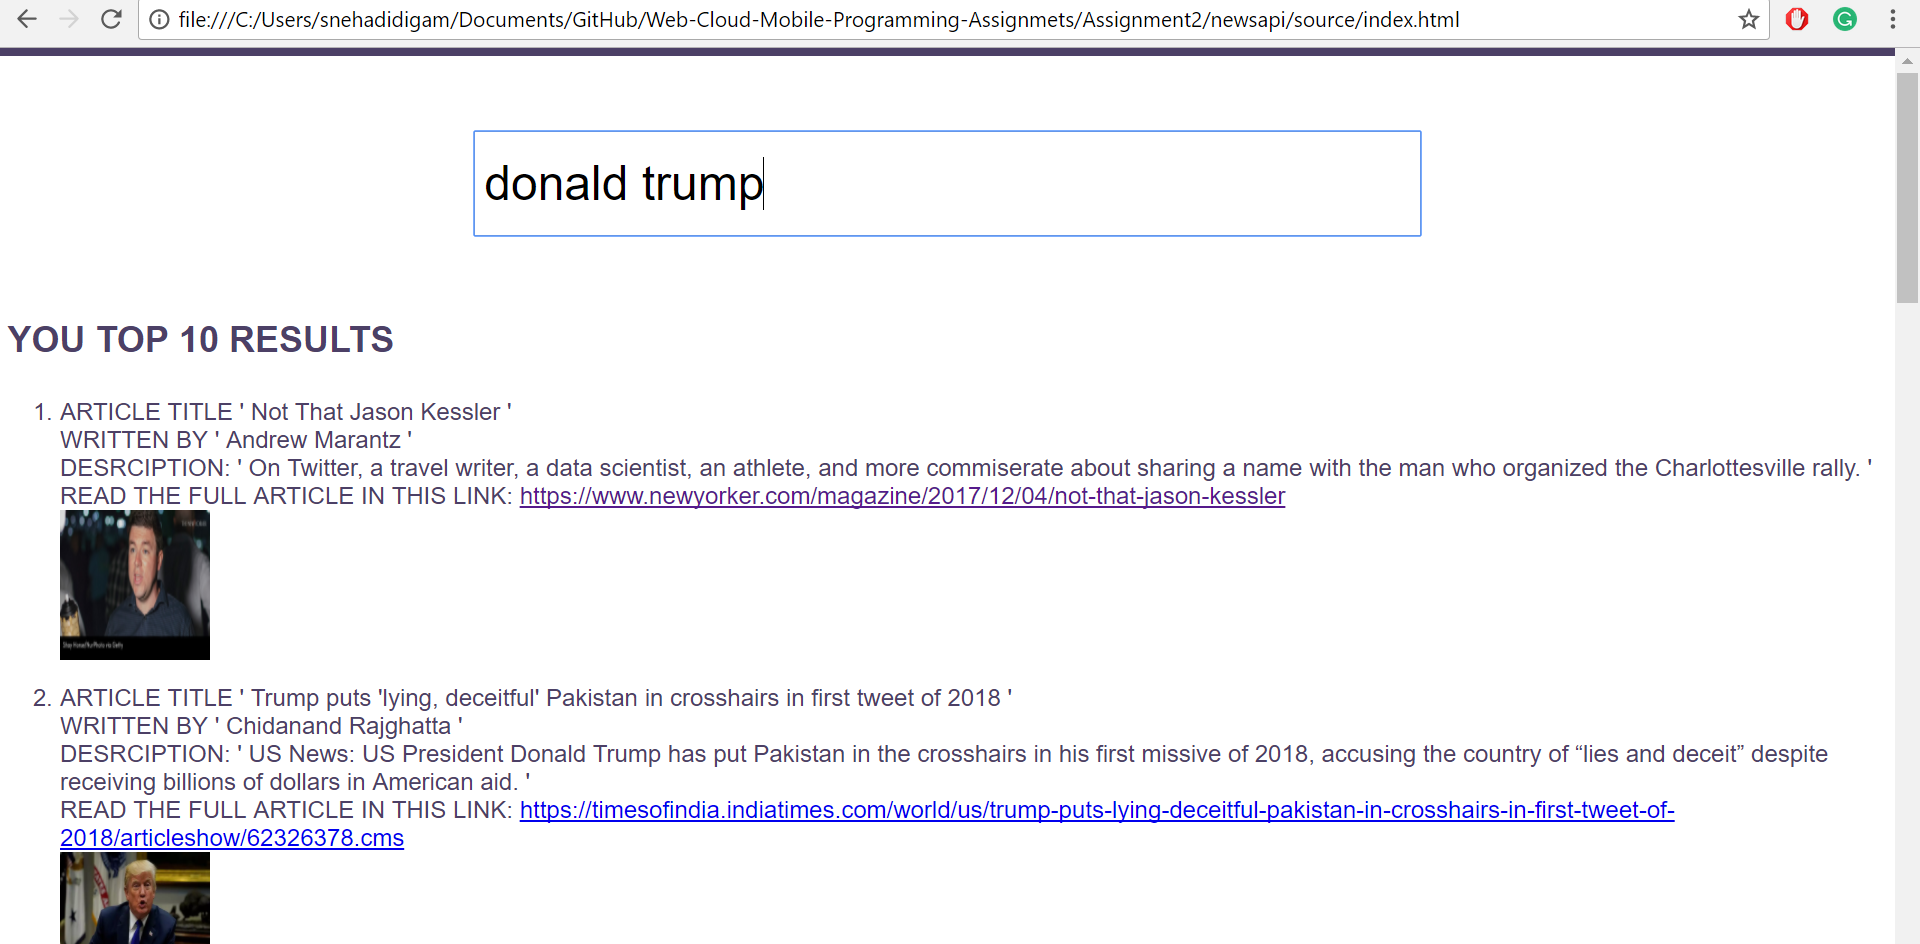 file:///C:/Users/snehadidigam/Documents/GitHub/Web-Cloud-Mobile-Programming-Assignmets/Assignment2/newsapi/source/index.html
donald trump
YOU TOP 10 RESULTS
1. ARTICLE TITLE ' Not That Jason Kessler '
WRITTEN BY ' Andrew Marantz '
DESRCIPTION: ' On Twitter, a travel writer, a data scientist, an athlete, and more commiserate about sharing a name with the man who organized the Charlottesville rally. '
READ THE FULL ARTICLE IN THIS LINK: https://www.newyorker.com/magazine/2017/12/04/not-that-jason-kessler
2. ARTICLE TITLE ' Trump puts 'lying, deceitful' Pakistan in crosshairs in first tweet of 2018 '
WRITTEN BY ' Chidanand Rajghatta '
DESRCIPTION: ' US News: US President Donald Trump has put Pakistan in the crosshairs in his first missive of 2018, accusing the country of “lies and deceit” despite
receiving billions of dollars in American aid. '
READ THE FULL ARTICLE IN THIS LINK: https://timesofindia.indiatimes.com/world/us/trump-puts-lying-deceitful-pakistan-in-crosshairs-in-first-tweet-of-
2018/articleshow/62326378.cms